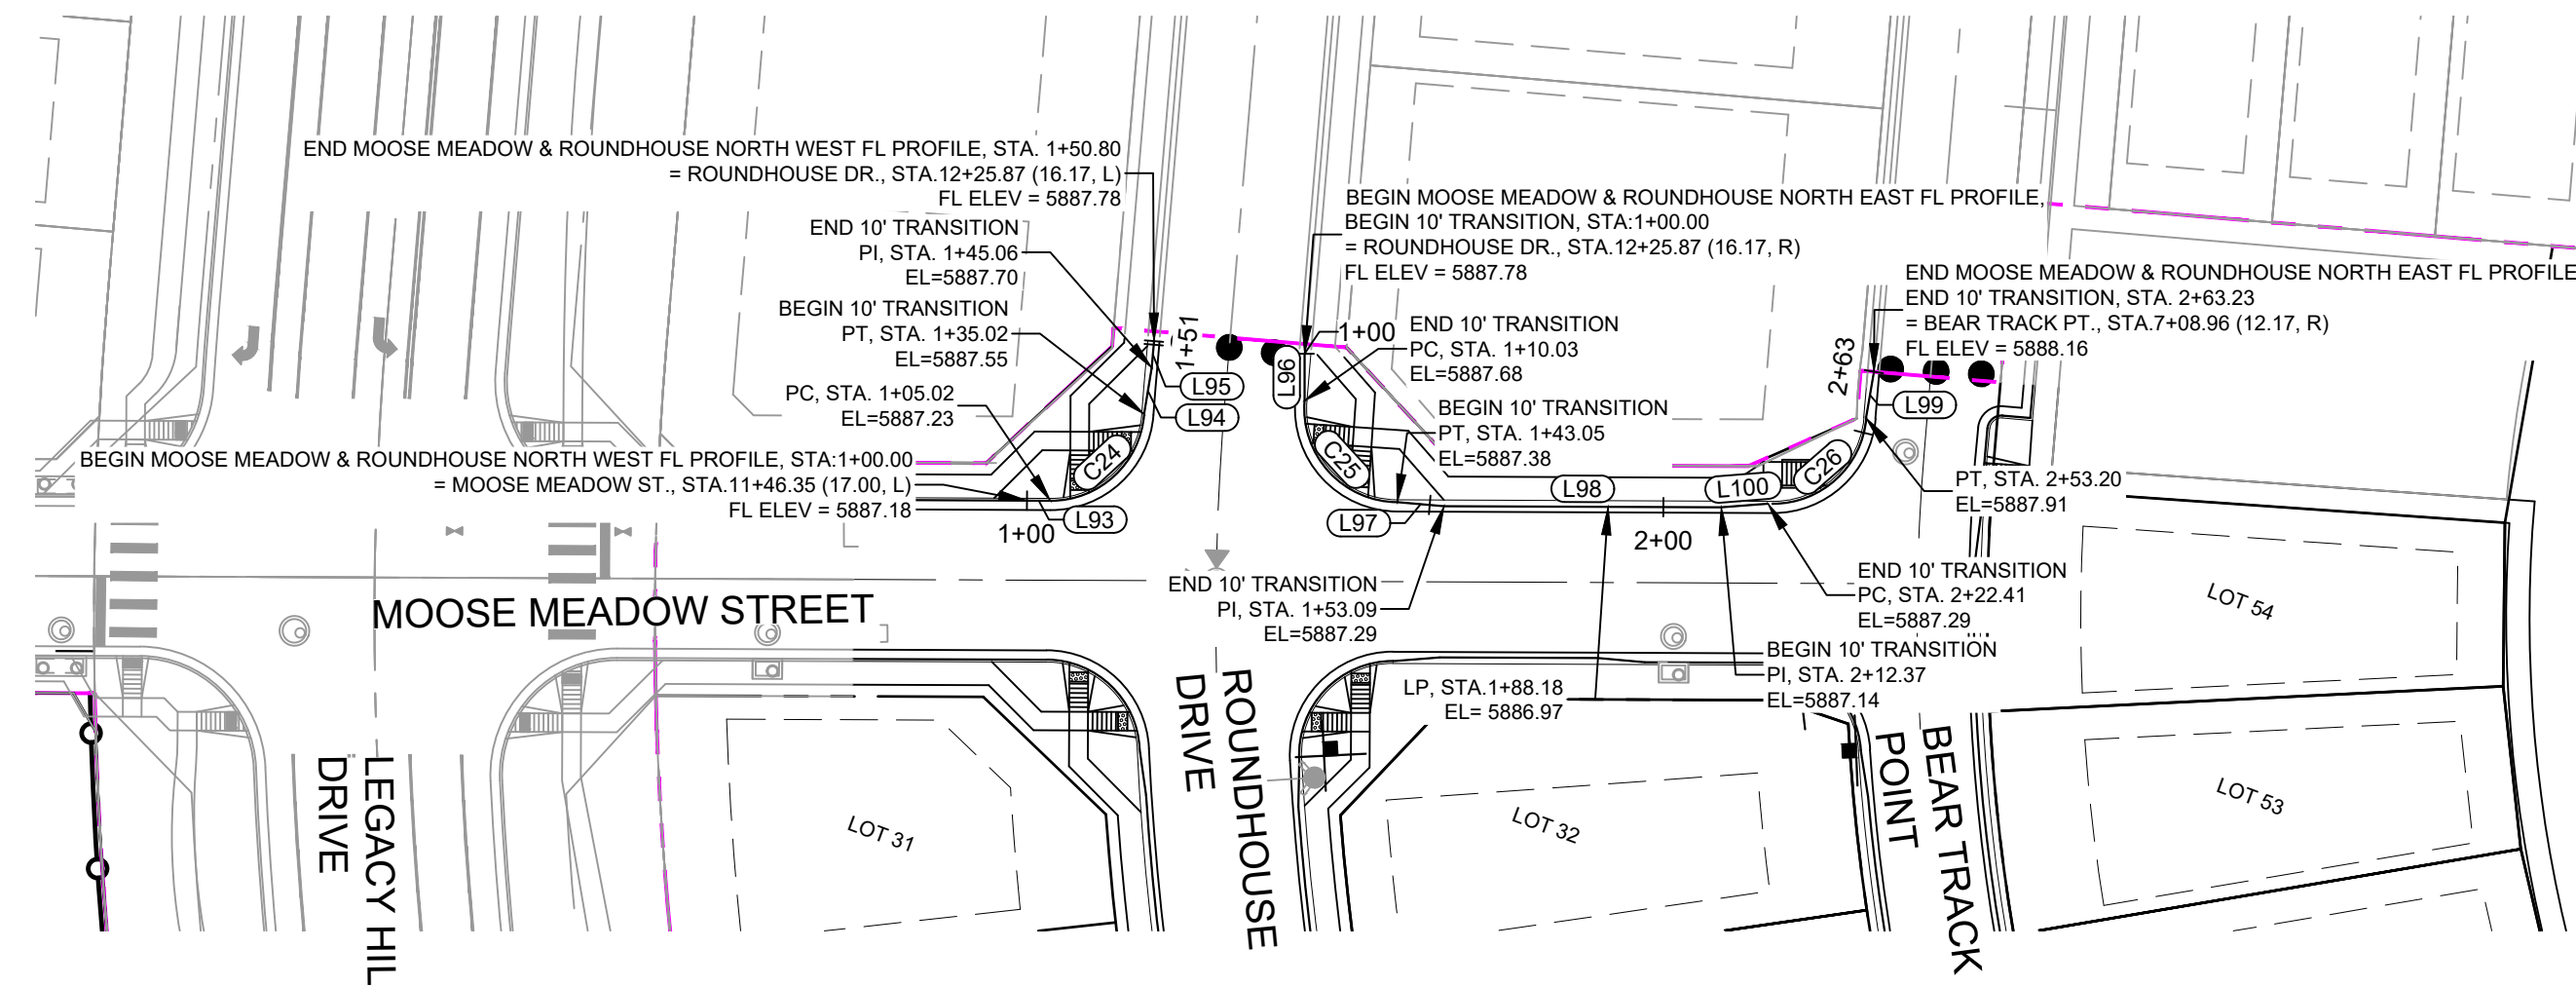 END MOOSE MEADOW & ROUNDHOUSE NORTH WEST FL PROFILE, STA. 1+50.80
= ROUNDHOUSE DR., STA.12+25.87 (16.17, L)
FL ELEV = 5887.78
END 10' TRANSITION
PI, STA. 1+45.06
EL=5887.70
BEGIN 10' TRANSITION
PT, STA. 1+35.02
EL=5887.55
PC, STA. 1+05.02
EL=5887.23
BEGIN MOOSE MEADOW & ROUNDHOUSE NORTH WEST FL PROFILE, STA:1+00.00
= MOOSE MEADOW ST., STA.11+46.35 (17.00, L)
FL ELEV = 5887.18
1+00
L93
C24
L94
L95
1+51
BEGIN MOOSE MEADOW & ROUNDHOUSE NORTH EAST FL PROFILE,
BEGIN 10' TRANSITION, STA:1+00.00
= ROUNDHOUSE DR., STA.12+25.87 (16.17, R)
FL ELEV = 5887.78
1+00
L96
END 10' TRANSITION
PC, STA. 1+10.03
EL=5887.68
BEGIN 10' TRANSITION
PT, STA. 1+43.05
EL=5887.38
C25
L97
L98
L100
C26
2+00
2+63
L99
END MOOSE MEADOW & ROUNDHOUSE NORTH EAST FL PROFILE
END 10' TRANSITION, STA. 2+63.23
= BEAR TRACK PT., STA.7+08.96 (12.17, R)
FL ELEV = 5888.16
PT, STA. 2+53.20
EL=5887.91
END 10' TRANSITION
PI, STA. 1+53.09
EL=5887.29
END 10' TRANSITION
PC, STA. 2+22.41
EL=5887.29
BEGIN 10' TRANSITION
PI, STA. 2+12.37
EL=5887.14
LP, STA.1+88.18
EL= 5886.97
MOOSE MEADOW STREET
LEGACY HIL
DRIVE
ROUNDHOUSE
DRIVE
BEAR TRACK
POINT
LOT 31
LOT 32
LOT 54
LOT 53